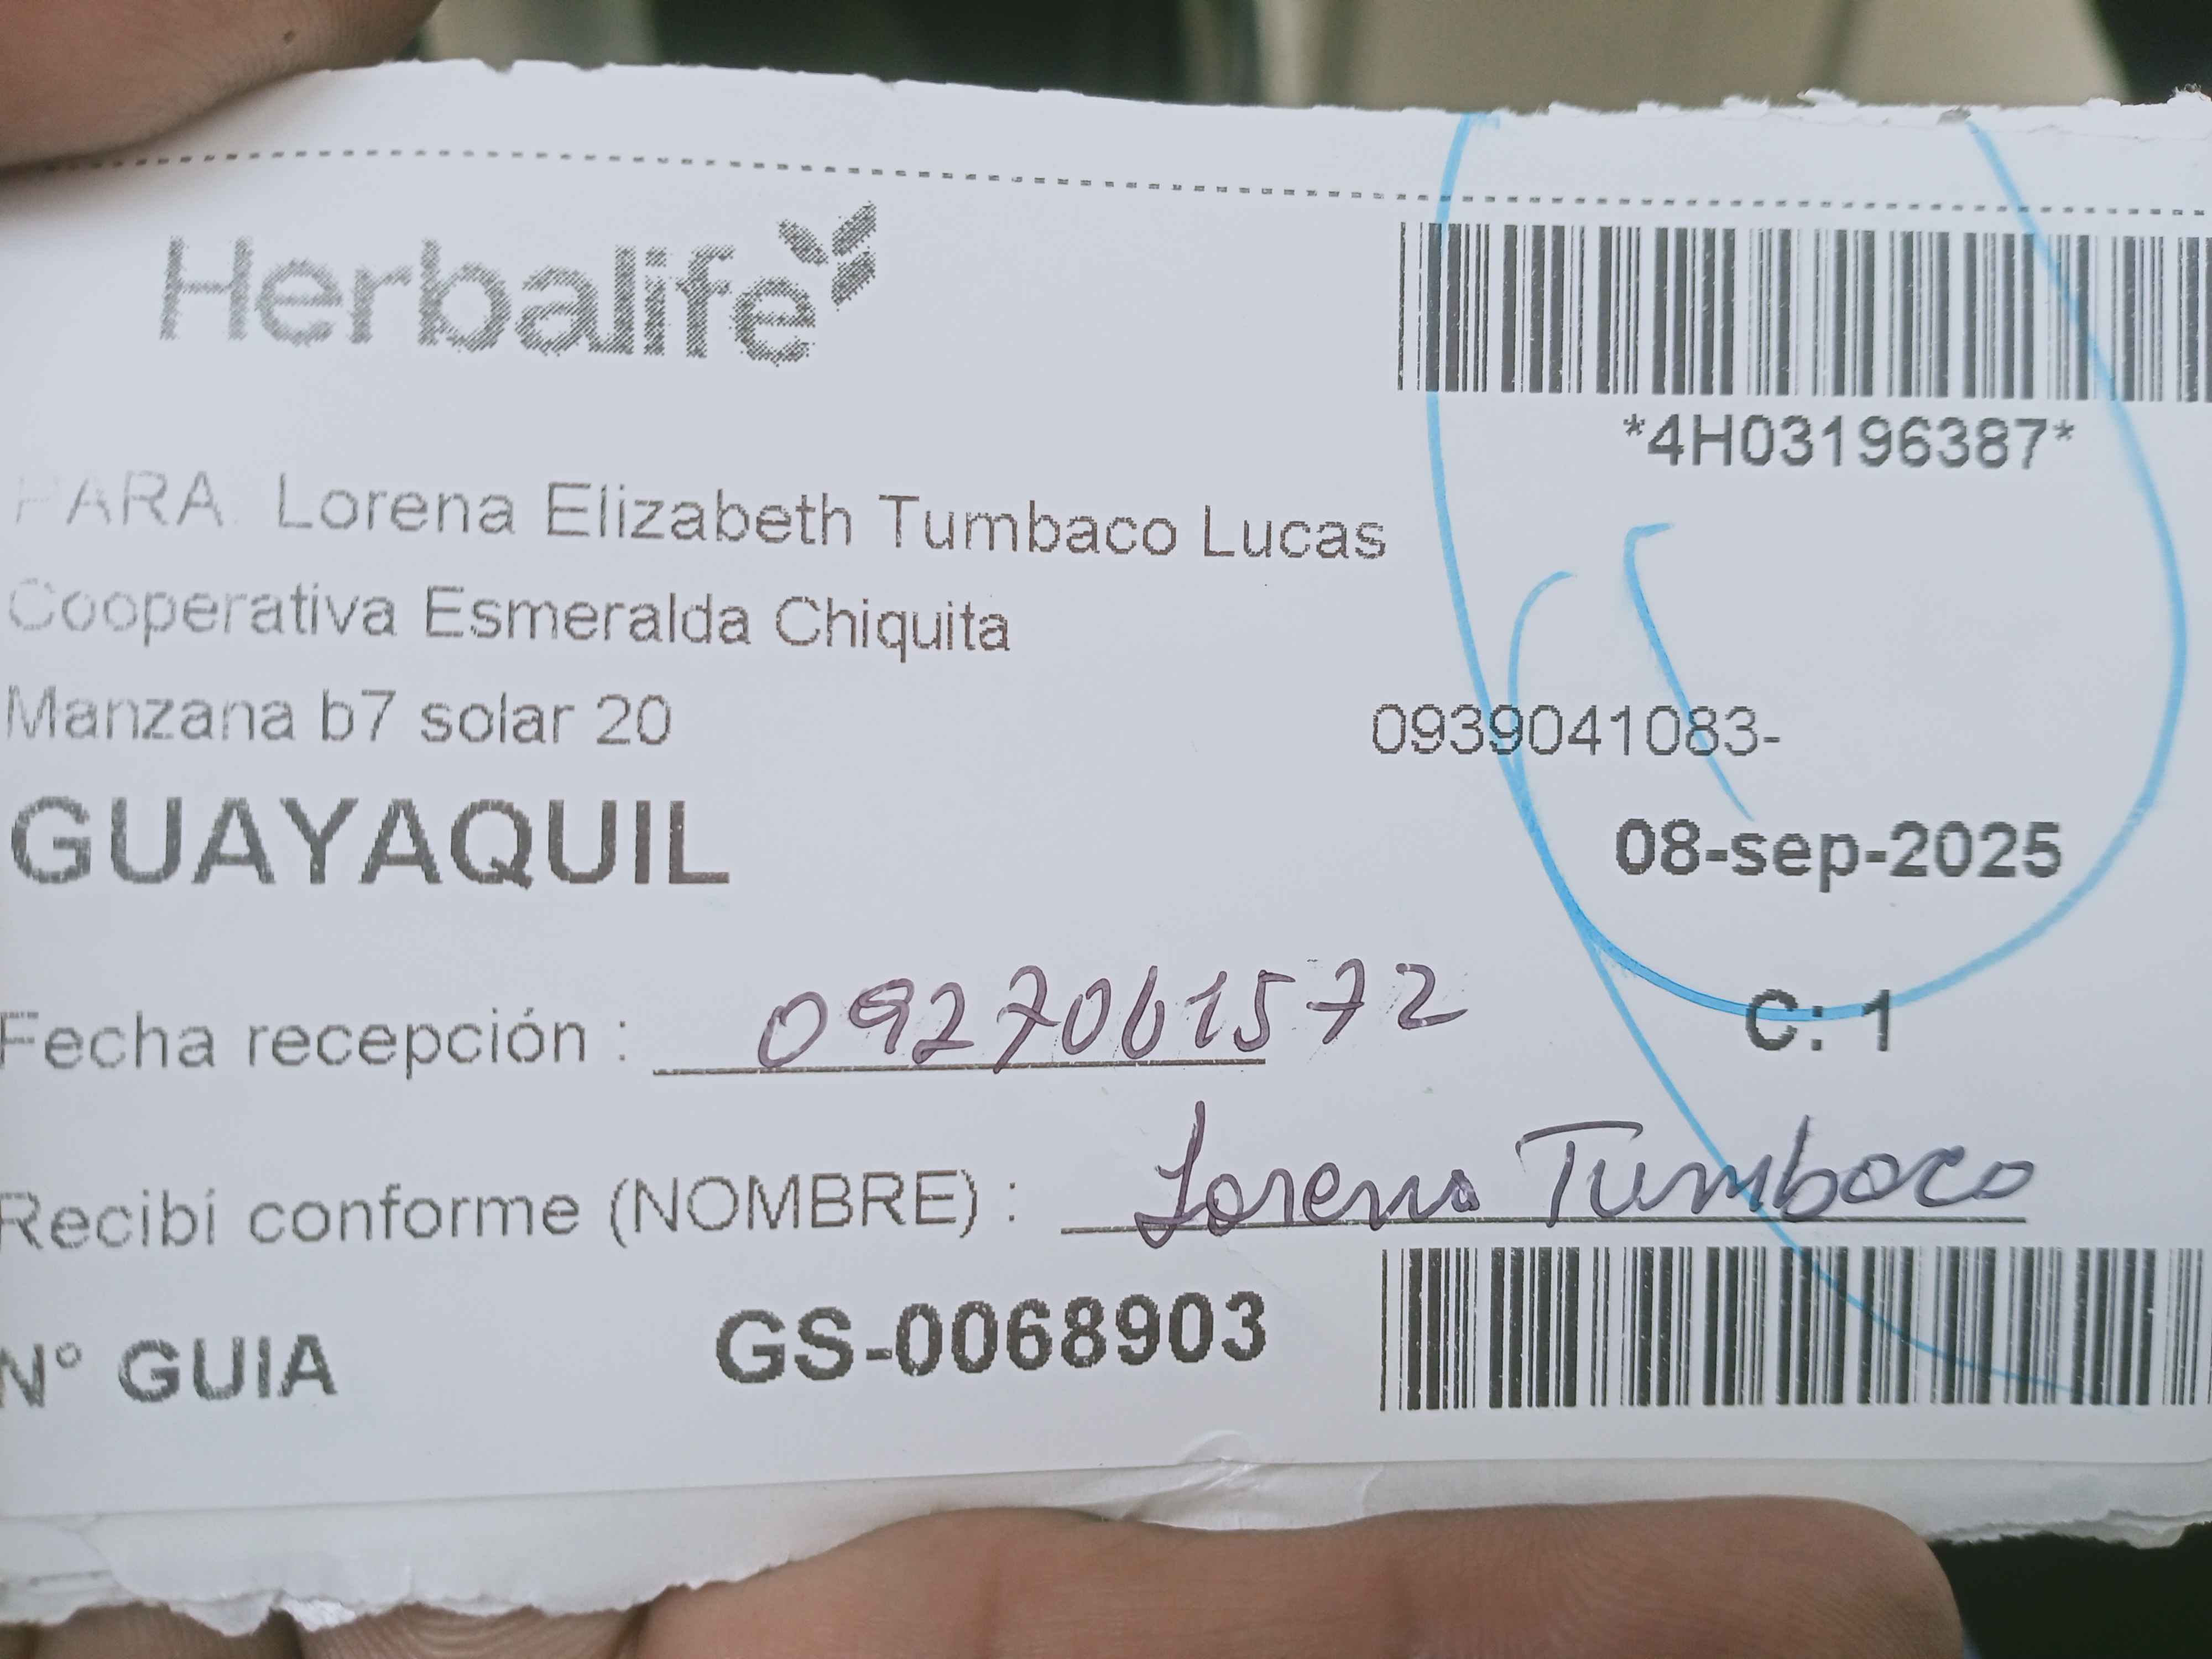 Herbalife
*4H03196387*
PARA Lorena Elizabeth Tumbaco Lucas
Cooperativa Esmeralda Chiquita
Manzana b7 solar 20 0939041083-
GUAYAQUIL 08-sep-2025
Fecha recepción : 0927061572 C: 1
Recibí conforme (NOMBRE) : Lorena Tumbaco
N° GUIA GS-0068903